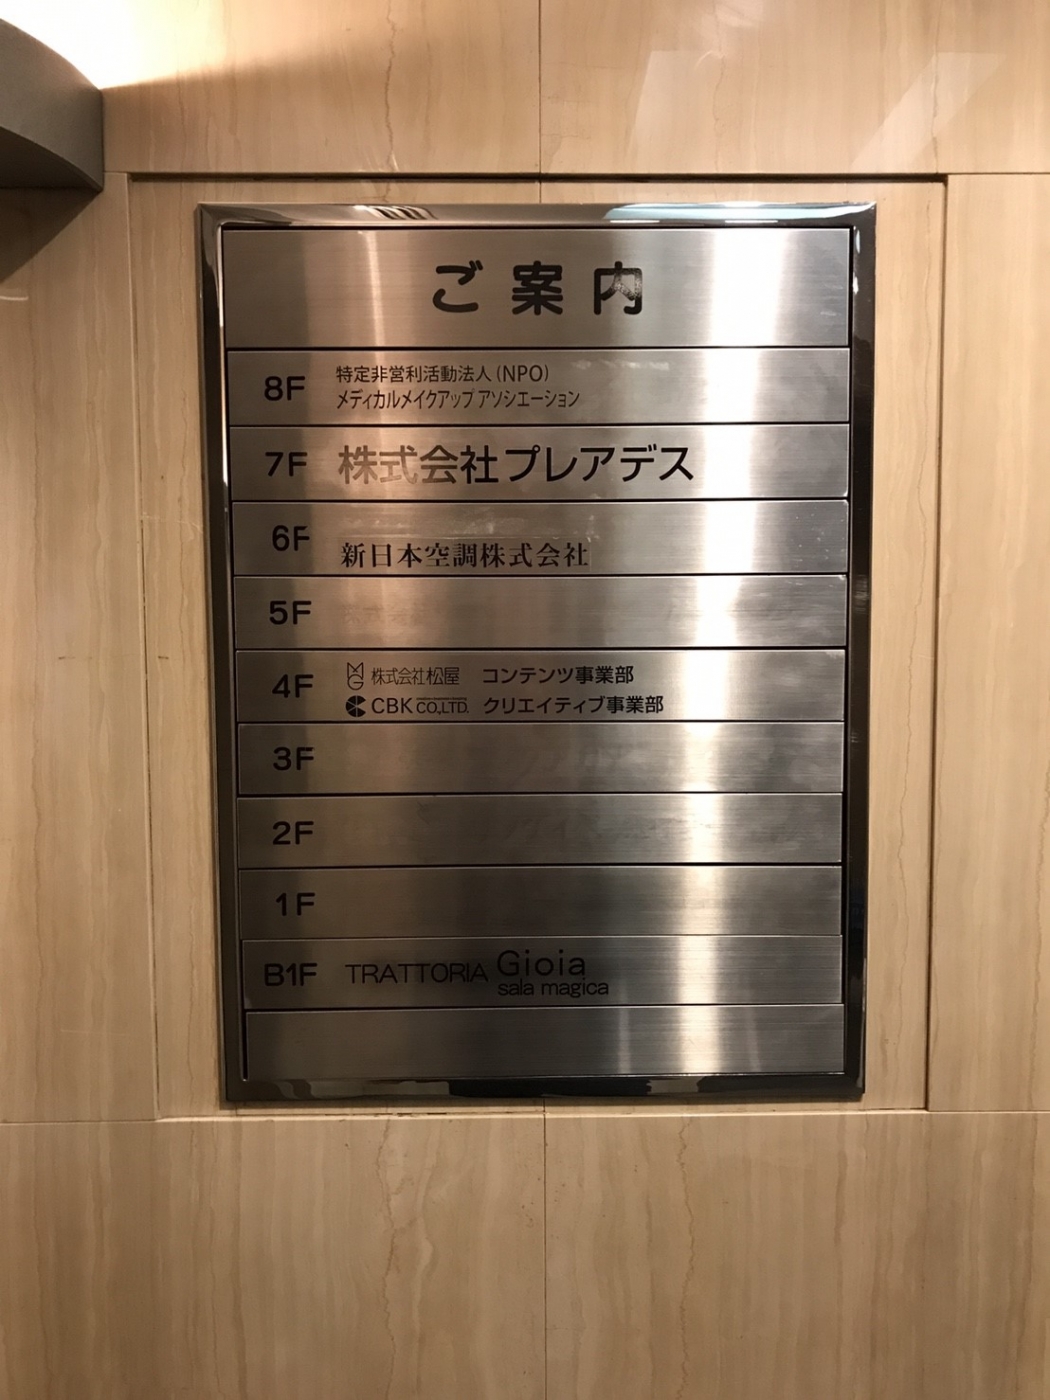 ご案内
8F 特定非営利活動法人(NPO)
メディカルメイクアップアソシエーション
7F 株式会社プレアデス
6F 新日本空調株式会社
5F
4F MG 株式会社松屋 コンテンツ事業部
CBK CO.,LTD. クリエイティブ事業部
3F
2F
1F
B1F TRATTORIA Gioia
sala magica